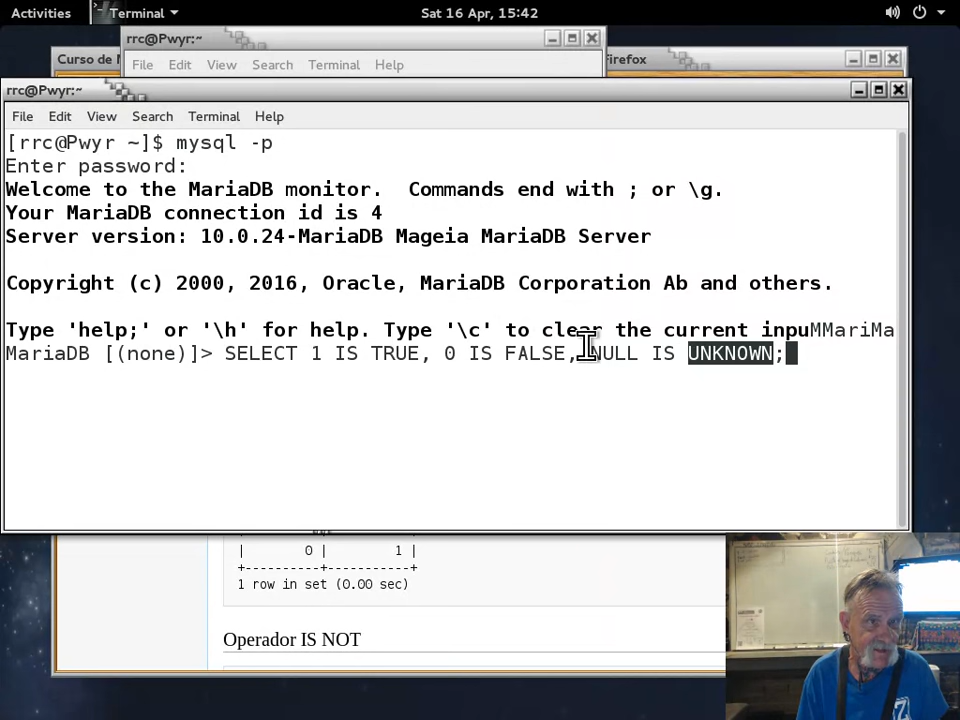 Activities
Terminal
Sat 16 Apr, 15:42
rrc@Pwyr:~
File Edit View Search Terminal Help
Curso de
Firefox
rrc@Pwyr:~
File Edit View Search Terminal Help
[rrc@Pwyr ~]$ mysql -p
Enter password:
Welcome to the MariaDB monitor.  Commands end with ; or \g.
Your MariaDB connection id is 4
Server version: 10.0.24-MariaDB Mageia MariaDB Server
Copyright (c) 2000, 2016, Oracle, MariaDB Corporation Ab and others.
Type 'help;' or '\h' for help. Type '\c' to clear the current inpuMMariMa
MariaDB [(none)]> SELECT 1 IS TRUE, 0 IS FALSE, NULL IS UNKNOWN;
| 0 | 1 |
+----------+-----------+
1 row in set (0.00 sec)
Operador IS NOT